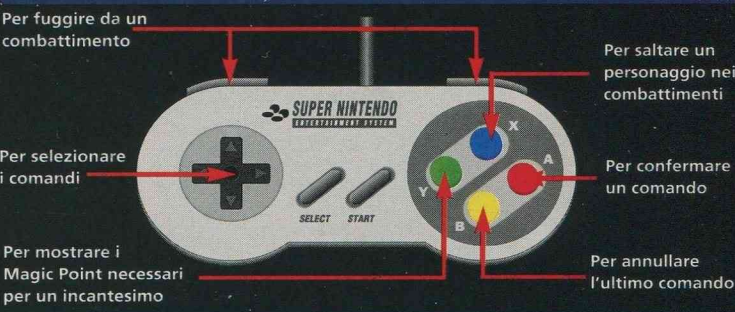 Per fuggire da un
combattimento
Per saltare un
personaggio nei
combattimenti
SUPER NINTENDO
ENTERTAINMENT SYSTEM
X
A
Y
B
Per selezionare
i comandi
Per confermare
un comando
SELECT START
Per mostrare i
Magic Point necessari
per un incantesimo
Per annullare
l'ultimo comando